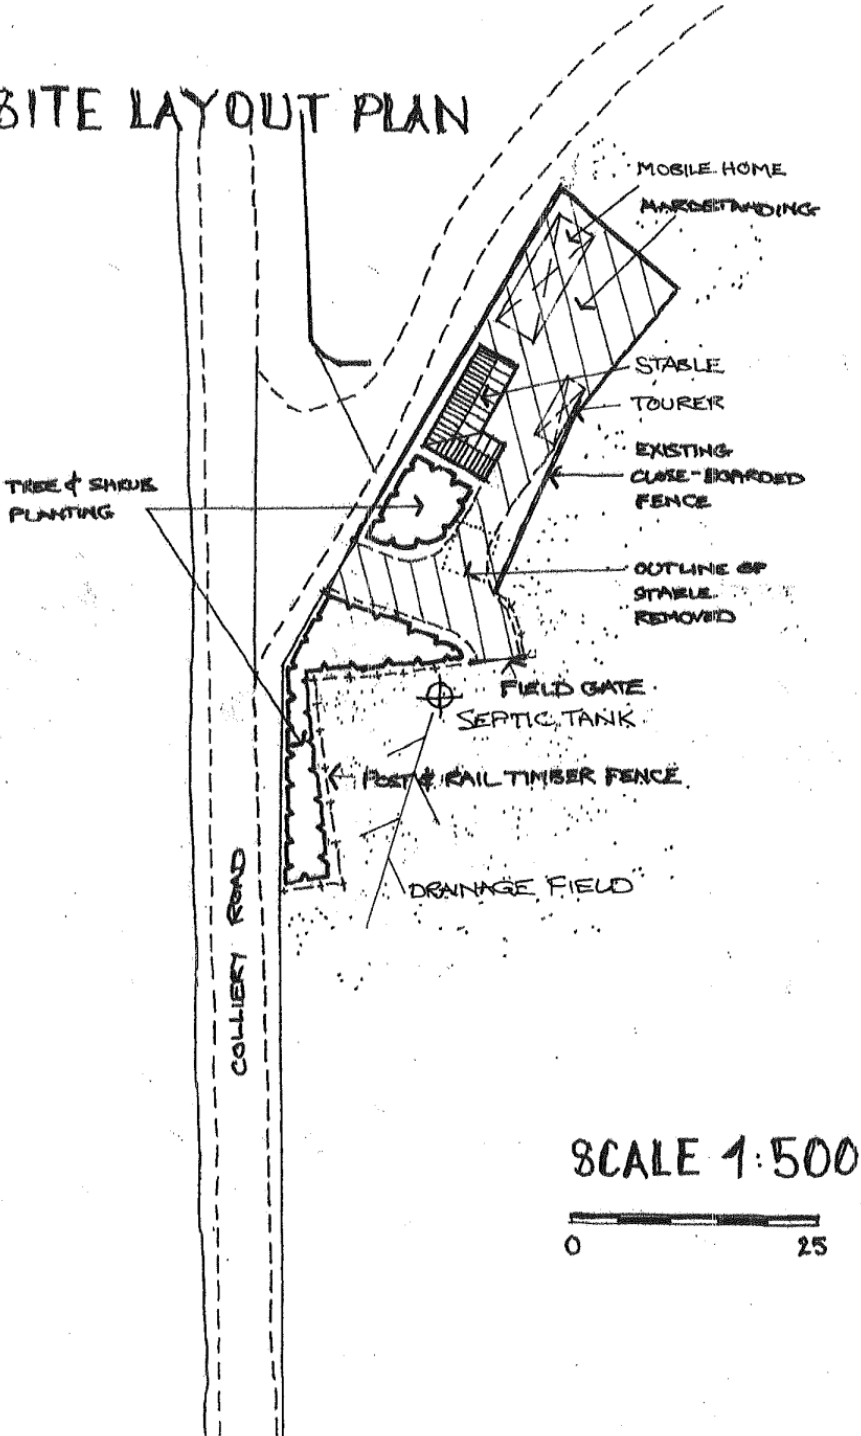 SITE LAYOUT PLAN
MOBILE HOME
HARDSTANDING
STABLE
TOURER
EXISTING
CLOSE-BOARDED
FENCE
TREE & SHRUB
PLANTING
OUTLINE OF
STABLE
REMOVED
FIELD GATE
SEPTIC TANK
POST & RAIL TIMBER FENCE
DRAINAGE FIELD
COLLIERY ROAD
SCALE 1:500
0 25